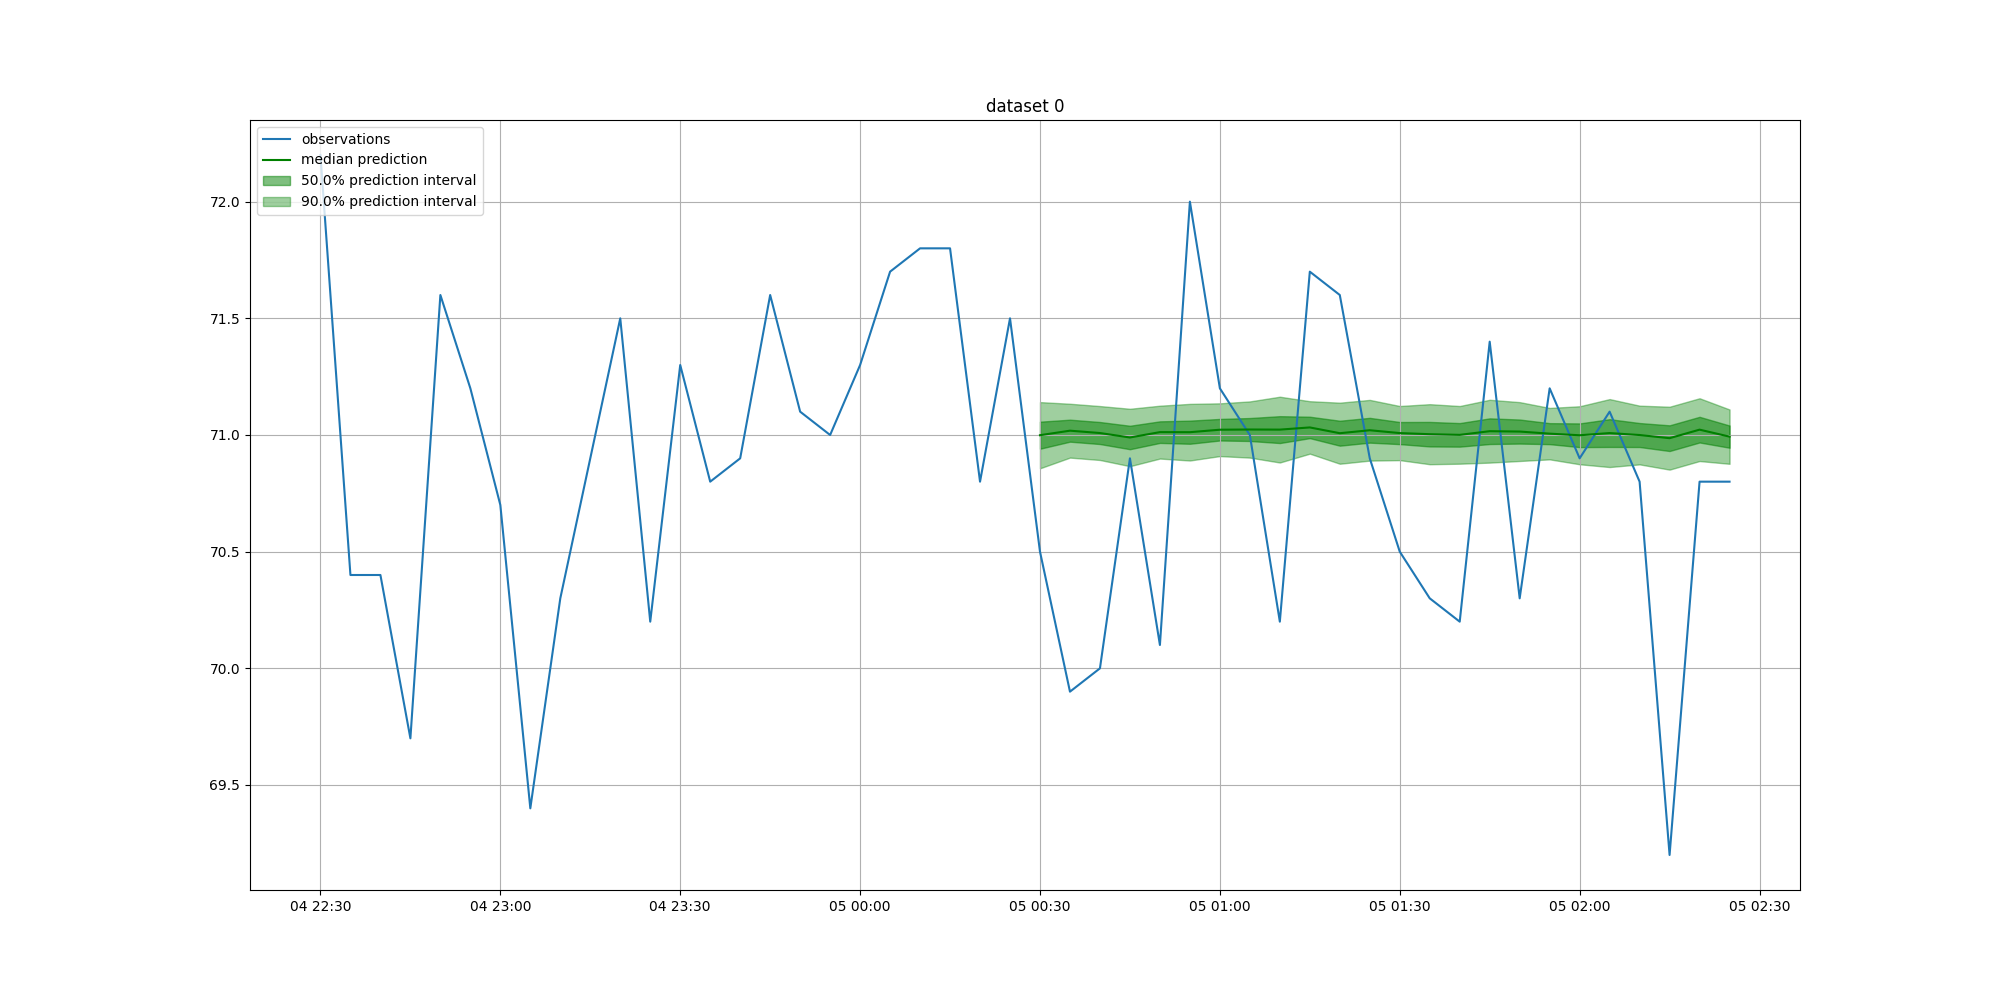 dataset 0
observations
median prediction
50.0% prediction interval
90.0% prediction interval
72.0
71.5
71.0
70.5
70.0
69.5
04 22:30 04 23:00 04 23:30 05 00:00 05 00:30 05 01:00 05 01:30 05 02:00 05 02:30